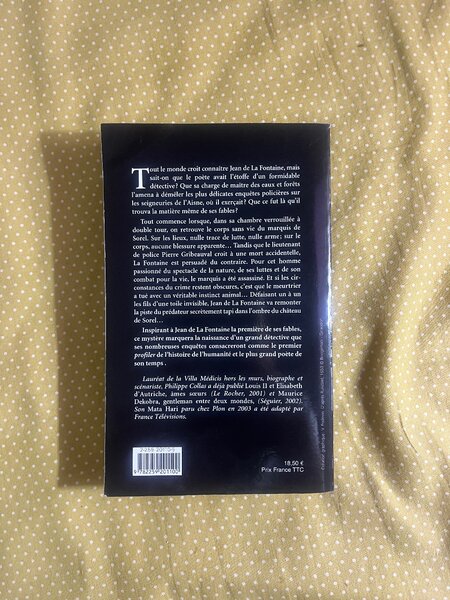 Tout le monde croit connaître Jean de La Fontaine, mais
sait-on que le poète avait l'étoffe d'un formidable
détective? Que sa charge de maître des eaux et forêts
l'amena à démêler les plus délicates enquêtes policières sur
les seigneuries de l'Aisne, où il exerçait? Que ce fut là qu'il
trouva la matière même de ses fables?
Tout commence lorsque, dans sa chambre verrouillée à
double tour, on retrouve le corps sans vie du marquis de
Sorel. Sur les lieux, nulle trace de lutte, nulle arme; sur le
corps, aucune blessure apparente... Tandis que le lieutenant
de police Pierre Gribeauval croit à une mort accidentelle,
La Fontaine est persuadé du contraire. Pour cet homme
passionné du spectacle de la nature, de ses luttes et de son
combat pour la vie, le marquis a été assassiné. Et si les cir-
constances du crime restent obscures, c'est que le meurtrier
a tué avec un véritable instinct animal... Défaisant un à un
les fils d'une toile invisible, Jean de La Fontaine va remonter
la piste du prédateur secrètement tapi dans l'ombre du château
de Sorel...
Inspirant à Jean de La Fontaine la première de ses fables,
ce mystère marquera la naissance d'un grand détective que
ses nombreuses enquêtes consacreront comme le premier
profiler de l'histoire de l'humanité et le plus grand poète de
son temps.
Lauréat de la Villa Médicis hors les murs, biographe et
scénariste, Philippe Collas a déjà publié Louis II et Elisabeth
d'Autriche, âmes sœurs (Le Rocher, 2001) et Maurice
Dekobra, gentleman entre deux mondes, (Séguier, 2002).
Son Mata Hari paru chez Plon en 2003 a été adapté par
France Télévisions.
9 782259 201100
18,50 €
Prix France TTC